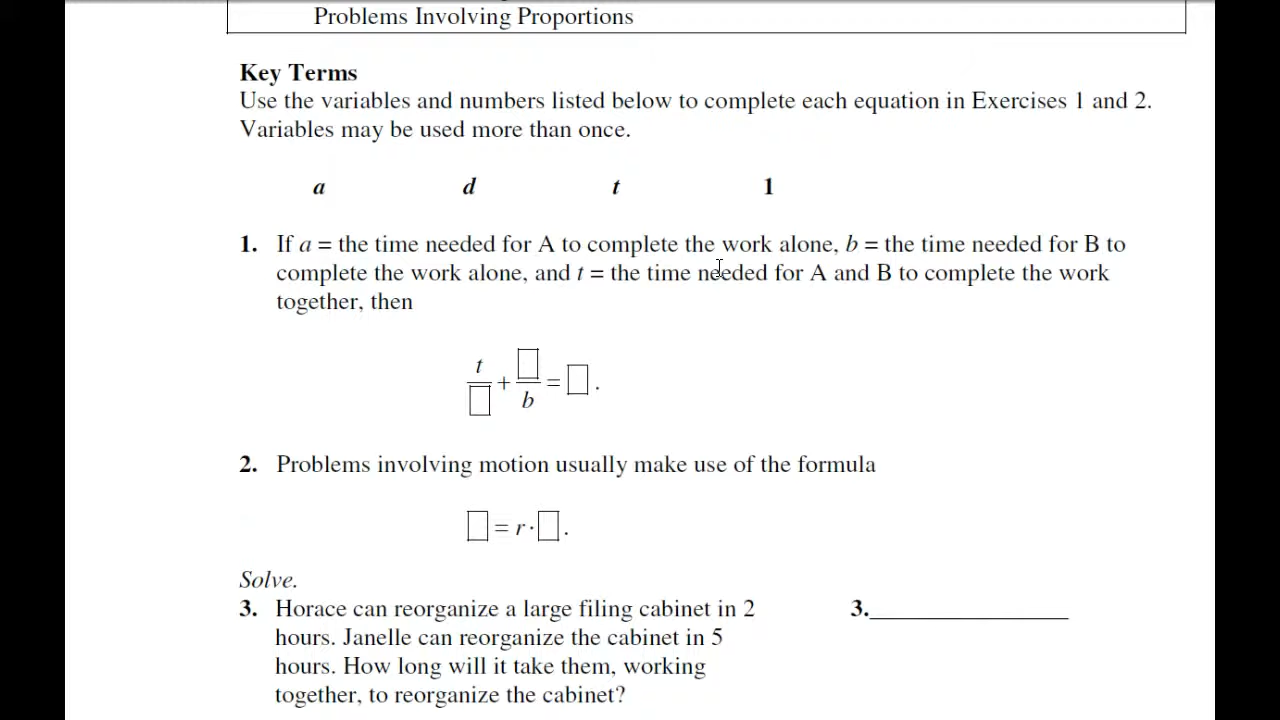 Problems Involving Proportions
Key Terms
Use the variables and numbers listed below to complete each equation in Exercises 1 and 2.
Variables may be used more than once.
a d t 1
1. If a = the time needed for A to complete the work alone, b = the time needed for B to
complete the work alone, and t = the time needed for A and B to complete the work
together, then
t/□ + □/b = □.
2. Problems involving motion usually make use of the formula
□ = r · □.
Solve.
3. Horace can reorganize a large filing cabinet in 2
hours. Janelle can reorganize the cabinet in 5
hours. How long will it take them, working
together, to reorganize the cabinet?
3.________________